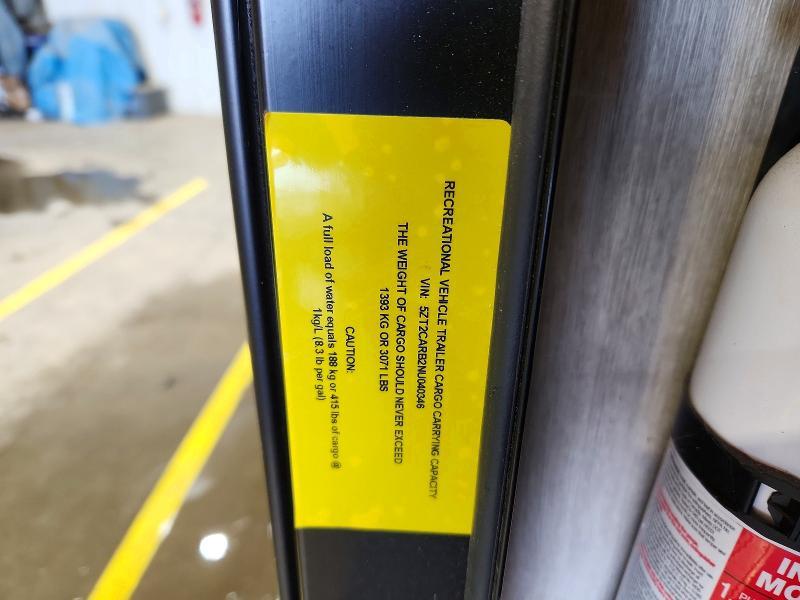 RECREATIONAL VEHICLE TRAILER CARGO CARRYING CAPACITY
VIN: 5ZT2CARB2NU040346
THE WEIGHT OF CARGO SHOULD NEVER EXCEED
1393 KG OR 3071 LBS
CAUTION:
A full load of water equals 188 kg or 415 lbs of cargo @
1kg/L (8.3 lb per gal)